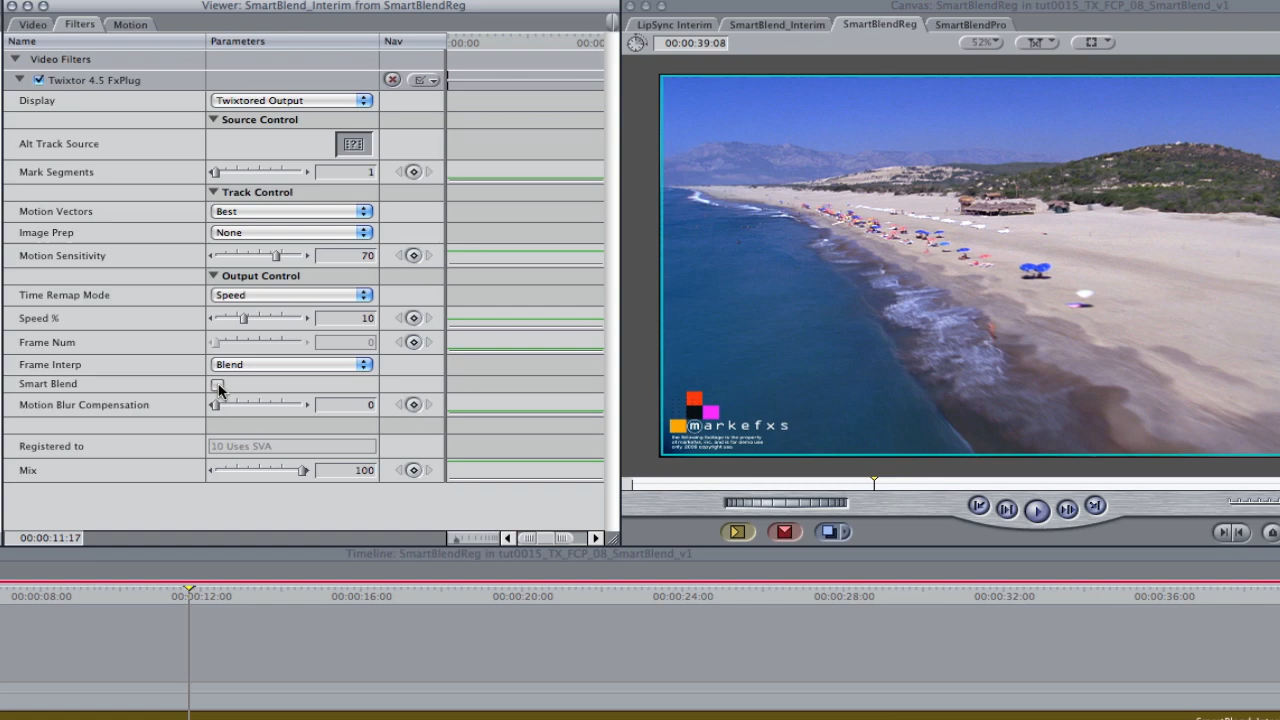 Viewer: SmartBlend_Interim from SmartBlendReg
Video Filters Motion
Name Parameters Nav 00:00 00:00
Video Filters
Twixtor 4.5 FxPlug
Display Twixtored Output
Source Control
Alt Track Source
Mark Segments 1
Track Control
Motion Vectors Best
Image Prep None
Motion Sensitivity 70
Output Control
Time Remap Mode Speed
Speed % 10
Frame Num 0
Frame Interp Blend
Smart Blend
Motion Blur Compensation 0
Registered to 10 Uses SVA
Mix 100
00:00:11:17
Canvas: SmartBlendReg in tut0015_TX_FCP_08_SmartBlend_v1
LipSync Interim SmartBlend_Interim SmartBlendReg SmartBlendPro
00:00:39:08 52%
markefxs
Timeline: SmartBlendReg in tut0015_TX_FCP_08_SmartBlend_v1
00:00:08:00 00:00:12:00 00:00:16:00 00:00:20:00 00:00:24:00 00:00:28:00 00:00:32:00 00:00:36:00